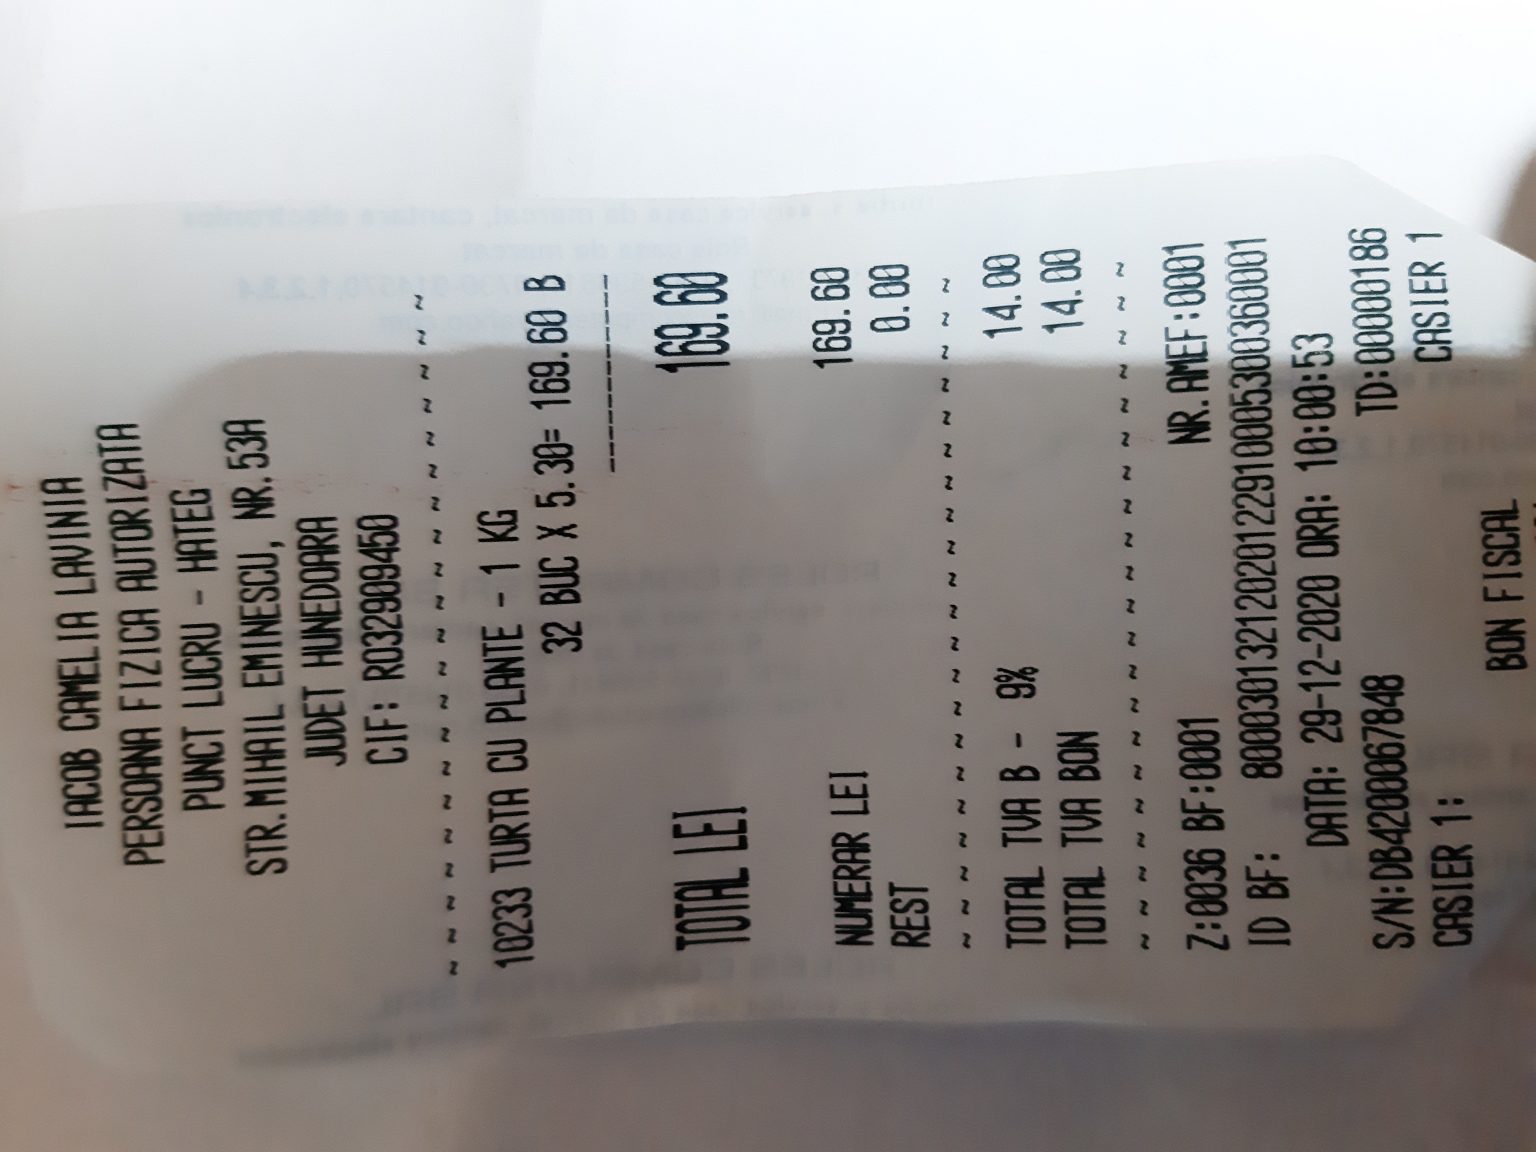 IACOB CAMELIA LAVINIA
PERSOANA FIZICA AUTORIZATA
PUNCT LUCRU - HATEG
STR.MIHAIL EMINESCU, NR.53A
JUDET HUNEDOARA
CIF: RO32909450
~ ~ ~ ~ ~ ~ ~ ~ ~ ~ ~ ~ ~ ~ ~ ~
10233 TURTA CU PLANTE - 1 KG
32 BUC X 5.30= 169.60 B
------------
TOTAL LEI 169.60
NUMERAR LEI 169.60
REST 0.00
~ ~ ~ ~ ~ ~ ~ ~ ~ ~ ~ ~ ~ ~ ~ ~
TOTAL TVA B - 9% 14.00
TOTAL TVA BON 14.00
~ ~ ~ ~ ~ ~ ~ ~ ~ ~ ~ ~ ~ ~ ~ ~
Z:0036 BF:0001 NR.AMEF:0001
ID BF: 80003013212020122910005300360001
DATA: 29-12-2020 ORA: 10:00:53
S/N:DB4200067848 TD:00000186
CASIER 1: CASIER 1
BON FISCAL